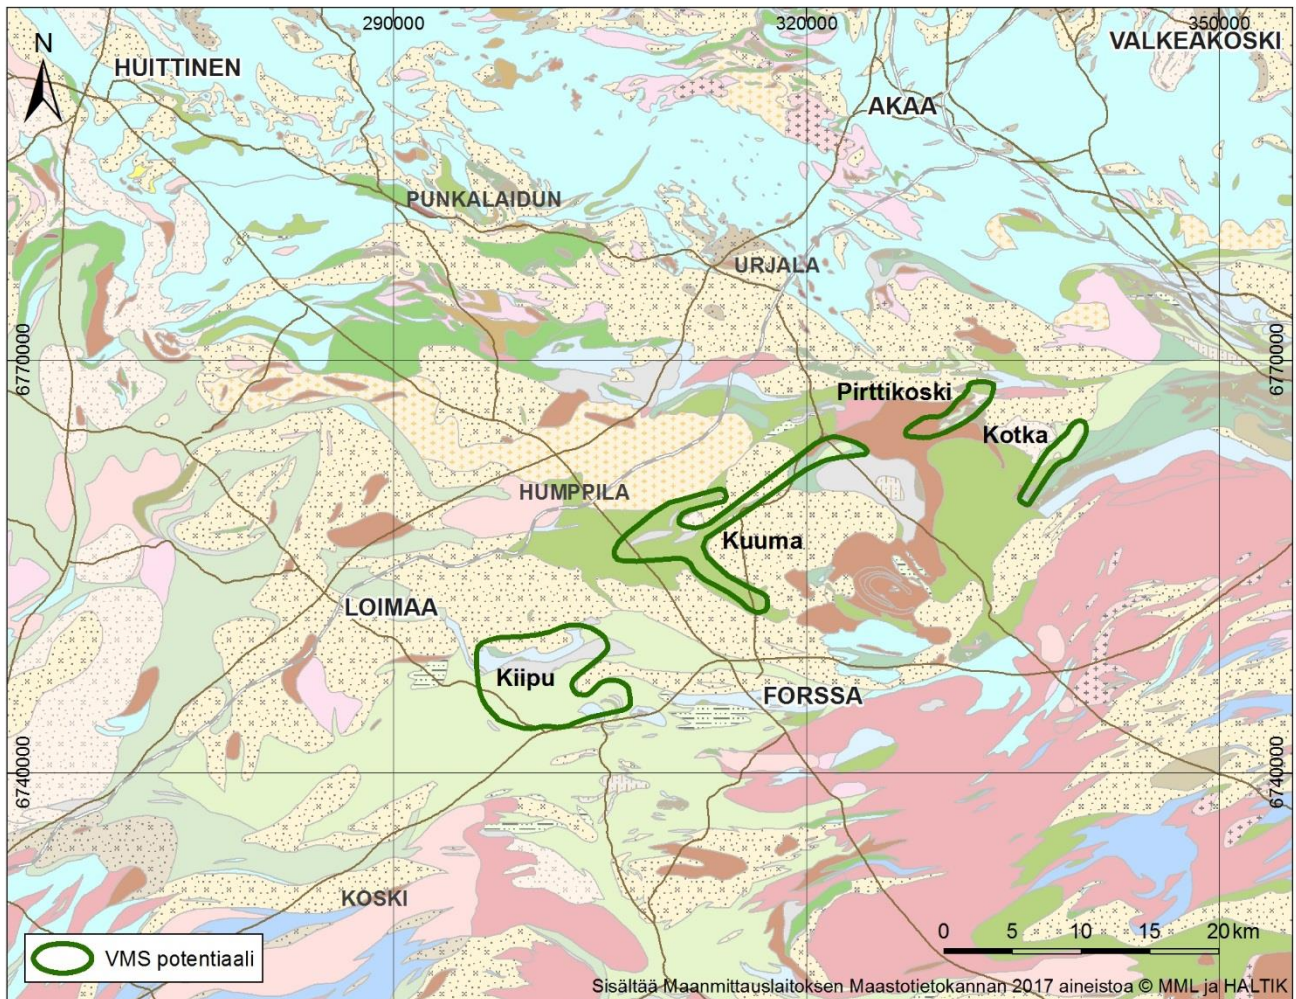 290000
320000
350000
N
HUITTINEN
VALKEAKOSKI
AKAA
PUNKALAIDUN
URJALA
6770000
6770000
Pirttikoski
Kotka
HUMPPILA
Kuuma
LOIMAA
Kiipu
FORSSA
6740000
6740000
KOSKI
0 5 10 15 20 km
VMS potentiaali
Sisältää Maanmittauslaitoksen Maastotietokannan 2017 aineistoa © MML ja HALTIK